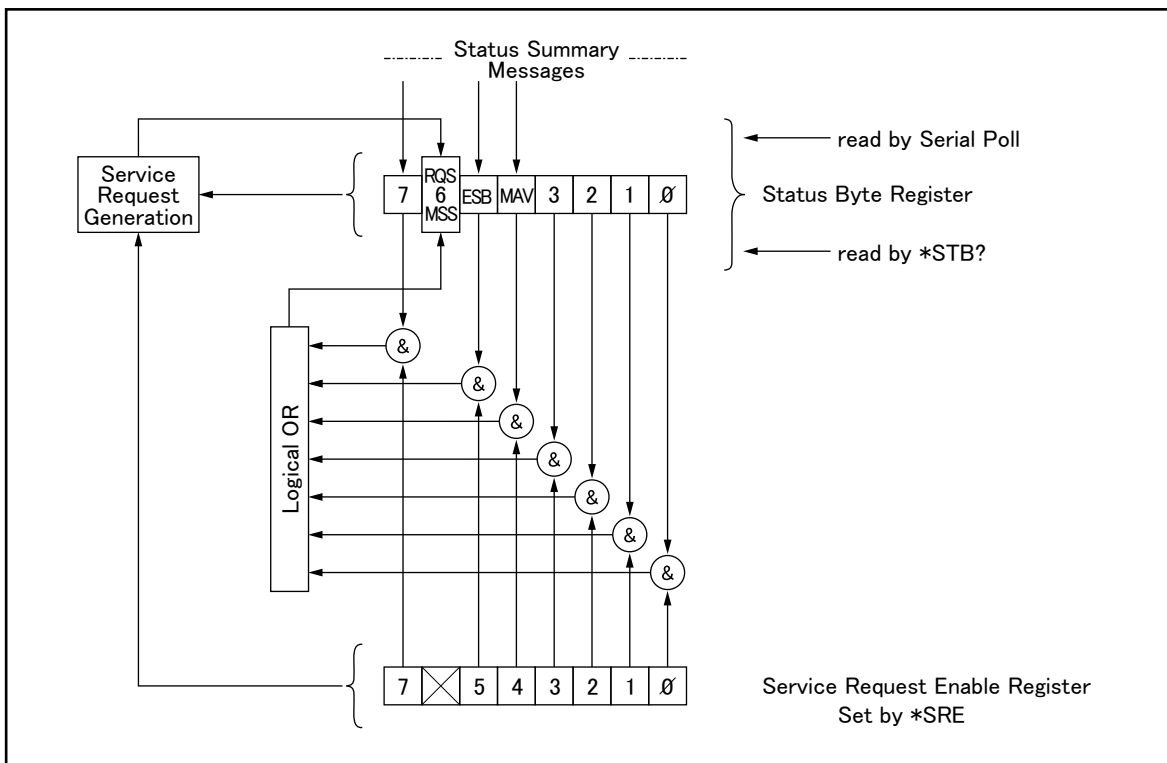 Status Summary
Messages
read by Serial Poll
Service
Request
Generation
7
RQS
6
MSS
ESB
MAV
3
2
1
0
Status Byte Register
read by *STB?
&
&
&
&
&
&
&
Logical OR
7
5
4
3
2
1
0
Service Request Enable Register
Set by *SRE